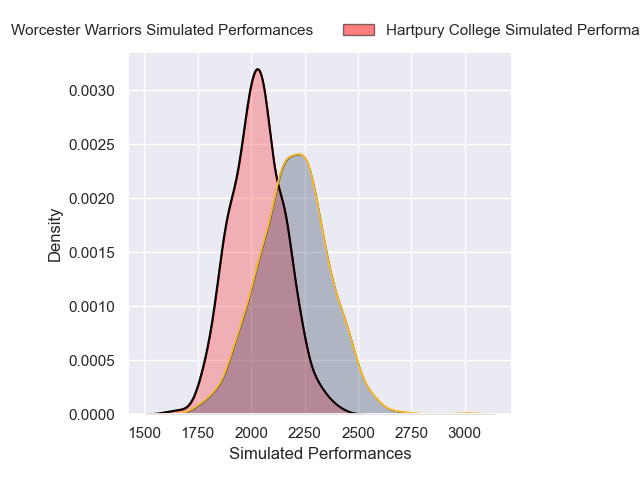 Worcester Warriors Simulated Performances Hartpury College Simulated Performa
0.0030
0.0025
0.0020
0.0015
0.0010
0.0005
0.0000
Density
1500 1750 2000 2250 2500 2750 3000
Simulated Performances